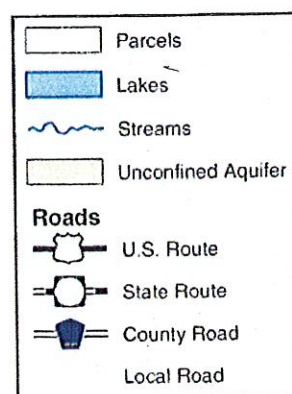 Parcels
Lakes
Streams
Unconfined Aquifer
Roads
U.S. Route
State Route
County Road
Local Road